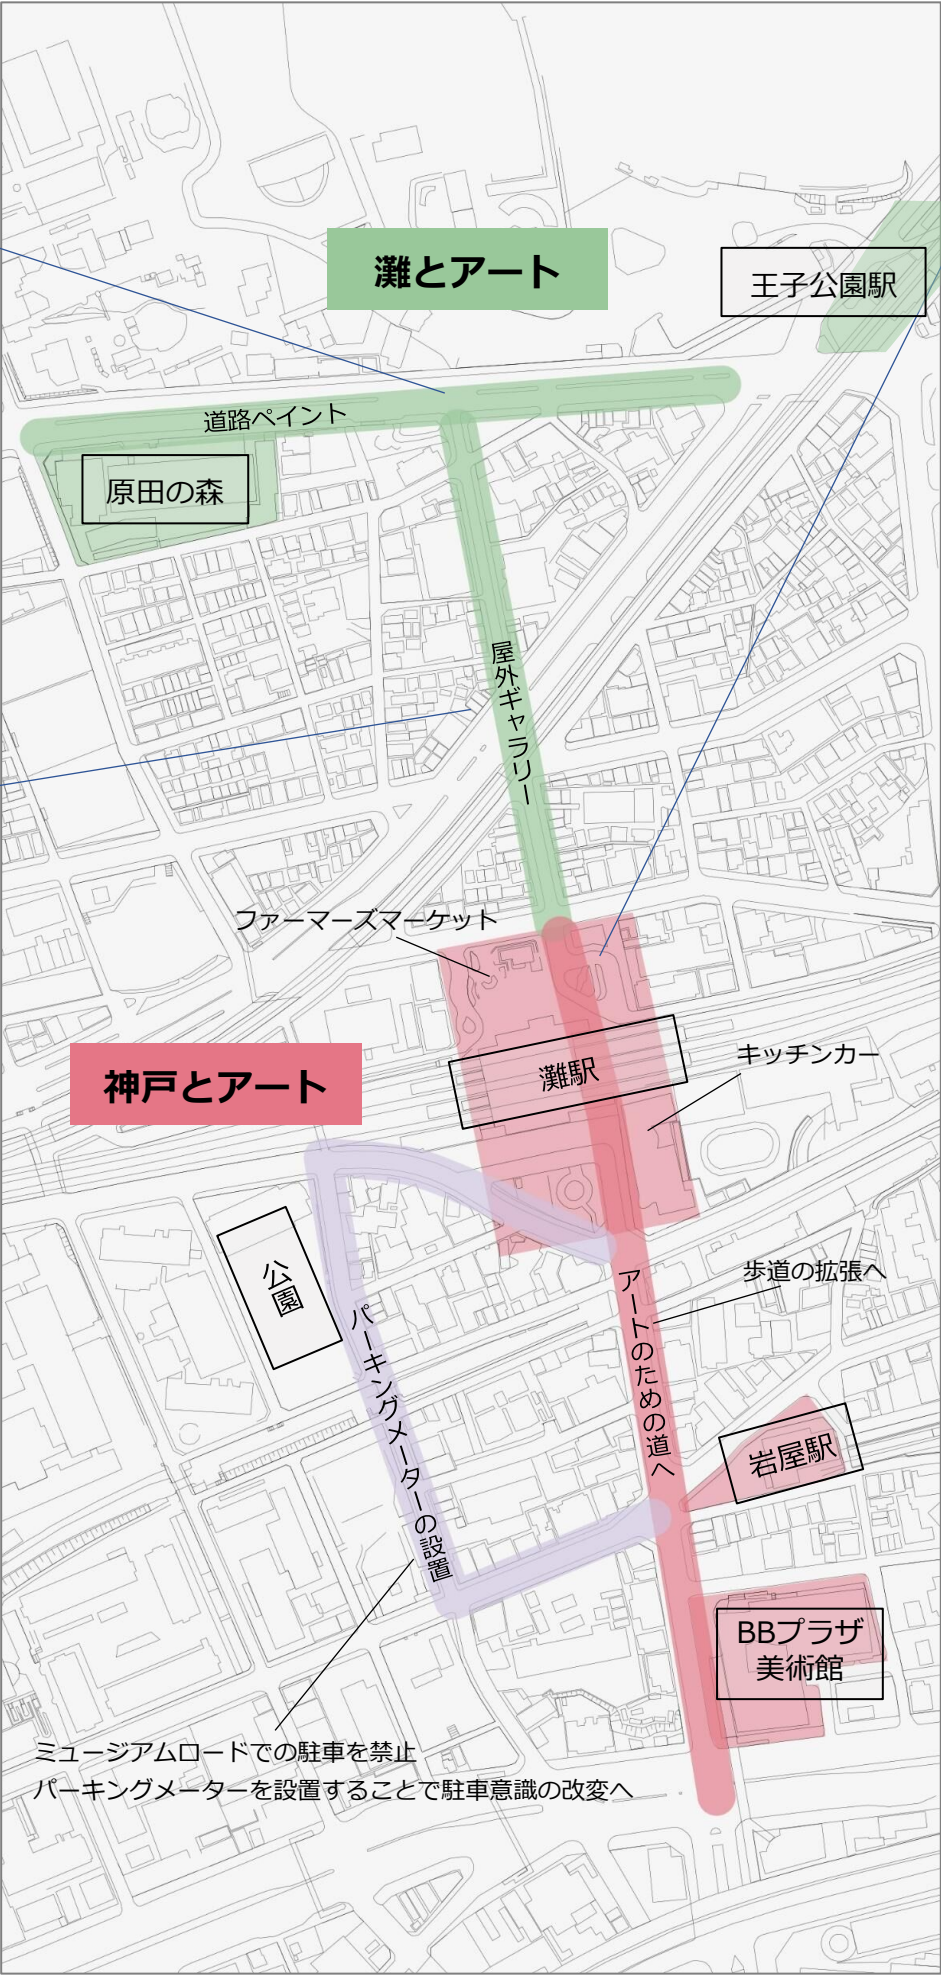 灘とアート
王子公園駅
道路ペイント
原田の森
屋外ギャラリー
ファーマーズマーケット
神戸とアート
灘駅
キッチンカー
公園
歩道の拡張へ
アートのための道へ
パーキングメーターの設置
岩屋駅
BBプラザ
美術館
ミュージアムロードでの駐車を禁止
パーキングメーターを設置することで駐車意識の改変へ